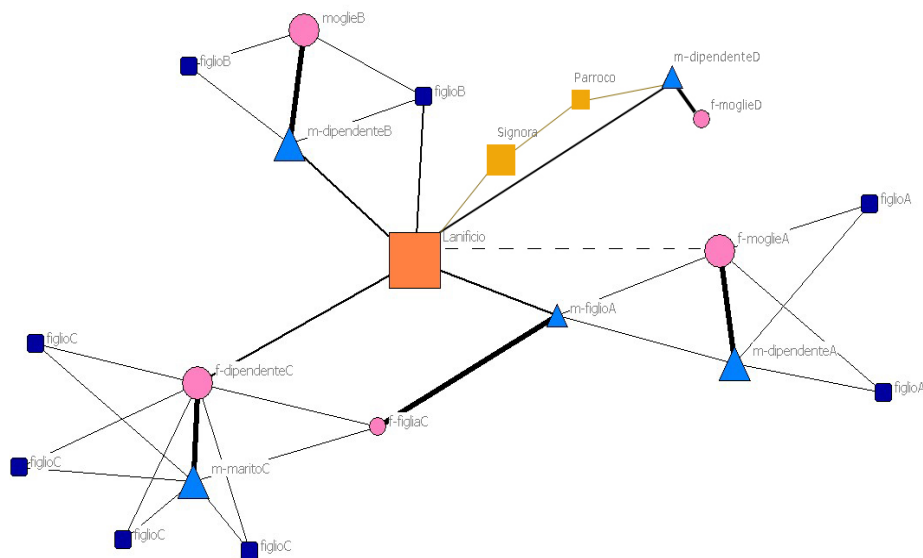 moglieB
figlioB
figlioB
m-dipendenteB
m-dipendenteD
Parroco
f-moglieD
Signora
figlioA
Lanificio
f-moglieA
m-figlioA
m-dipendenteA
figlioA
figlioC
f-dipendenteC
f-figliaC
figlioC
m-maritoC
figlioC
figlioC